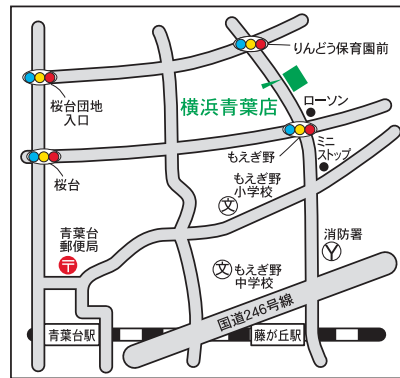 りんどう保育園前
桜台団地
入口
横浜青葉店
ローソン
もえぎ野
ミニ
ストップ
桜台
もえぎ野
小学校
文
青葉台
郵便局
〒
消防署
文
もえぎ野
中学校
国道246号線
青葉台駅
藤が丘駅